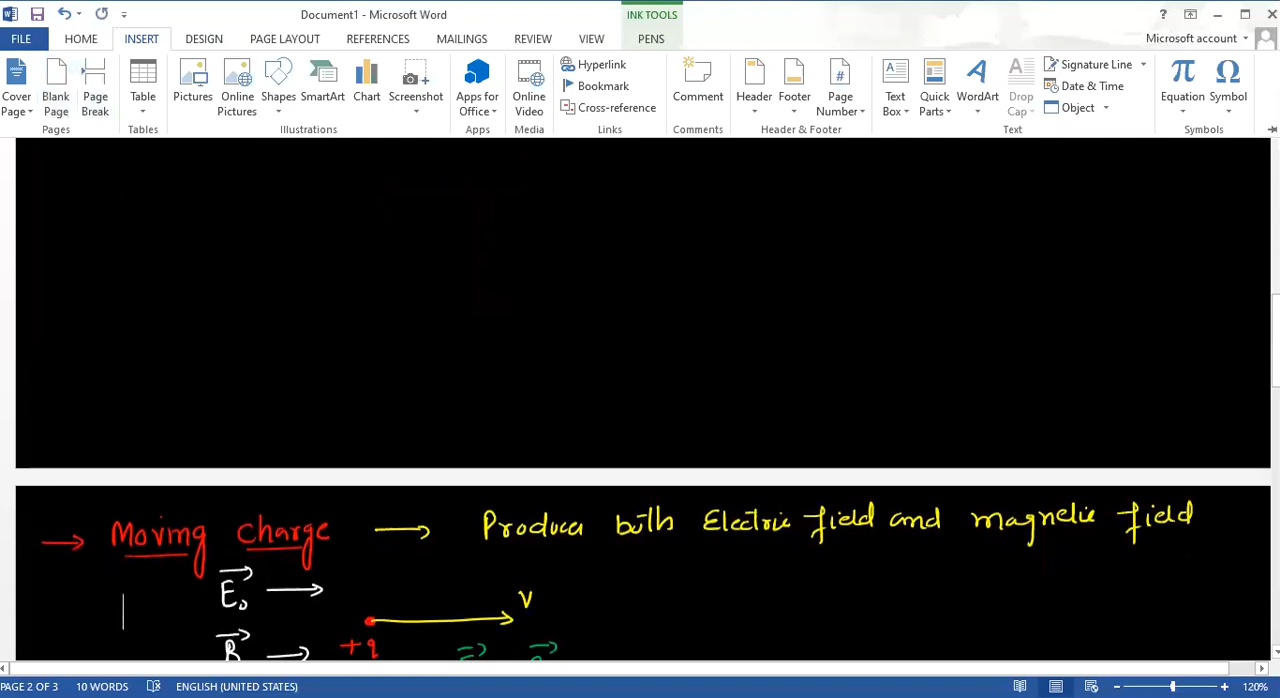 Document1 - Microsoft Word
INK TOOLS
?
FILE HOME INSERT DESIGN PAGE LAYOUT REFERENCES MAILINGS REVIEW VIEW PENS
Microsoft account
Cover Page
Blank Page
Page Break
Pages
Table
Tables
Pictures
Online Pictures
Shapes
SmartArt
Chart
Screenshot
Illustrations
Apps for Office
Apps
Online Video
Media
Hyperlink
Bookmark
Cross-reference
Links
Comment
Comments
Header
Footer
Page Number
Header & Footer
Text Box
Quick Parts
WordArt
Drop Cap
Signature Line
Date & Time
Object
Text
π Equation
Ω Symbol
Symbols
→ Moving Charge → Produces both Electric field and magnetic field
E₀ →
V
B →
+q
PAGE 2 OF 3 10 WORDS ENGLISH (UNITED STATES) 120%